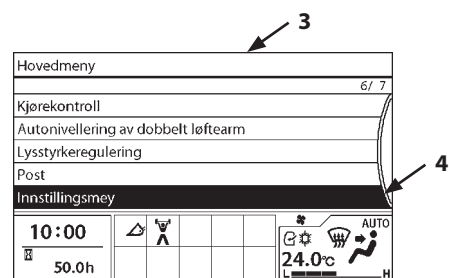 3
Hovedmeny
6/ 7
Kjørekontroll
Autonivellering av dobbelt løftearm
Lysstyrkeregulering
Post
4
Innstillingsmey
10:00
AUTO
24.0℃
50.0h
L H